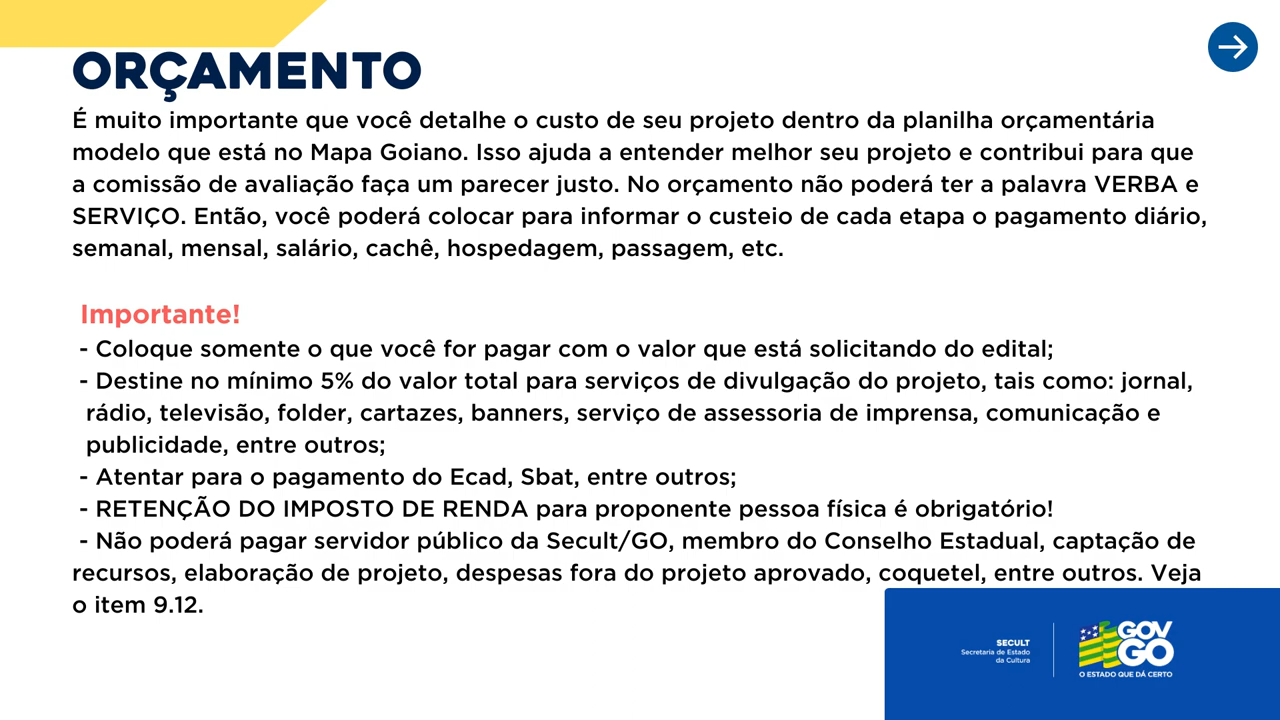 ORÇAMENTO
É muito importante que você detalhe o custo de seu projeto dentro da planilha orçamentária
modelo que está no Mapa Goiano. Isso ajuda a entender melhor seu projeto e contribui para que
a comissão de avaliação faça um parecer justo. No orçamento não poderá ter a palavra VERBA e
SERVIÇO. Então, você poderá colocar para informar o custeio de cada etapa o pagamento diário,
semanal, mensal, salário, cachê, hospedagem, passagem, etc.
Importante!
- Coloque somente o que você for pagar com o valor que está solicitando do edital;
- Destine no mínimo 5% do valor total para serviços de divulgação do projeto, tais como: jornal,
rádio, televisão, folder, cartazes, banners, serviço de assessoria de imprensa, comunicação e
publicidade, entre outros;
- Atentar para o pagamento do Ecad, Sbat, entre outros;
- RETENÇÃO DO IMPOSTO DE RENDA para proponente pessoa física é obrigatório!
- Não poderá pagar servidor público da Secult/GO, membro do Conselho Estadual, captação de
recursos, elaboração de projeto, despesas fora do projeto aprovado, coquetel, entre outros. Veja
o item 9.12.
SECULT
Secretaria de Estado
da Cultura
GOV
GO
O ESTADO QUE DÁ CERTO